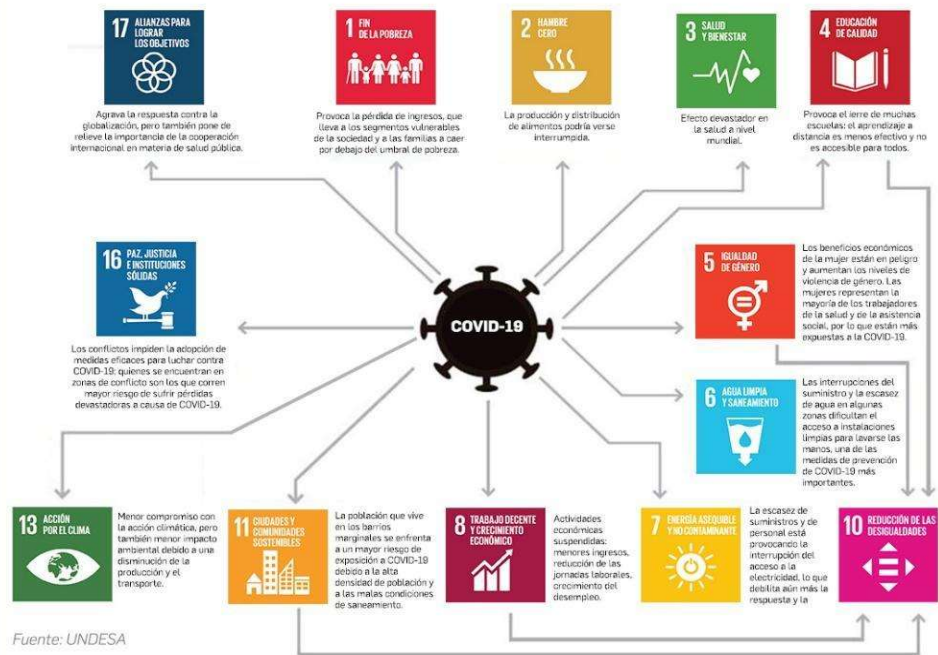 17 ALIANZAS PARA
LOGRAR
LOS OBJETIVOS
Agrava la respuesta contra la
globalización, pero también pone de
relieve la importancia de la cooperación
internacional en materia de salud pública.
1 FIN
DE LA POBREZA
Provoca la pérdida de ingresos, que
lleva a los segmentos vulnerables
de la sociedad y a las familias a caer
por debajo del umbral de pobreza.
2 HAMBRE
CERO
La producción y distribución
de alimentos podría verse
interrumpida.
3 SALUD
Y BIENESTAR
Efecto devastador en
la salud a nivel
mundial.
4 EDUCACIÓN
DE CALIDAD
Provoca el ierre de muchas
escuelas: el aprendizaje a
distancia es menos efectivo y no
es accesible para todos.
16 PAZ, JUSTICIA
E INSTITUCIONES
SÓLIDAS
Los conflictos impiden la adopción de
medidas eficaces para luchar contra
COVID-19: quienes se encuentran en
zonas de conflicto son los que corren
mayor riesgo de sufrir pérdidas
devastadoras a causa de COVID-19.
COVID-19
5 IGUALDAD
DE GÉNERO
Los beneficios económicos
de la mujer están en peligro
y aumentan los niveles de
violencia de género. Las
mujeres representan la
mayoría de los trabajadores
de la salud y de la asistencia
social, por lo que están más
expuestas a la COVID-19.
6 AGUA LIMPIA
Y SANEAMIENTO
Las interrupciones del
suministro y la escasez
de agua en algunas
zonas dificultan el
acceso a instalaciones
limpias para lavarse las
manos, una de las
medidas de prevención
de COVID-19 más
importantes.
13 ACCIÓN
POR EL CLIMA
Menor compromiso con
la acción climática, pero
también menor impacto
ambiental debido a una
disminución de la
producción y el
transporte.
11 CIUDADES Y
COMUNIDADES
SOSTENIBLES
La población que vive
en los barrios
marginales se enfrenta
a un mayor riesgo de
exposición a COVID-19
debido a la alta
densidad de población y
a las malas condiciones
de saneamiento.
8 TRABAJO DECENTE
Y CRECIMIENTO
ECONÓMICO
Actividades
económicas
suspendidas:
menores ingresos,
reducción de las
jornadas laborales,
crecimiento del
desempleo.
7 ENERGÍA ASEQUIBLE
Y NO CONTAMINANTE
La escasez de
suministros y de
personal está
provocando la
interrupción del
acceso a la
electricidad, lo que
debilita aún más la
respuesta y la
10 REDUCCIÓN DE LAS
DESIGUALDADES
Fuente: UNDESA